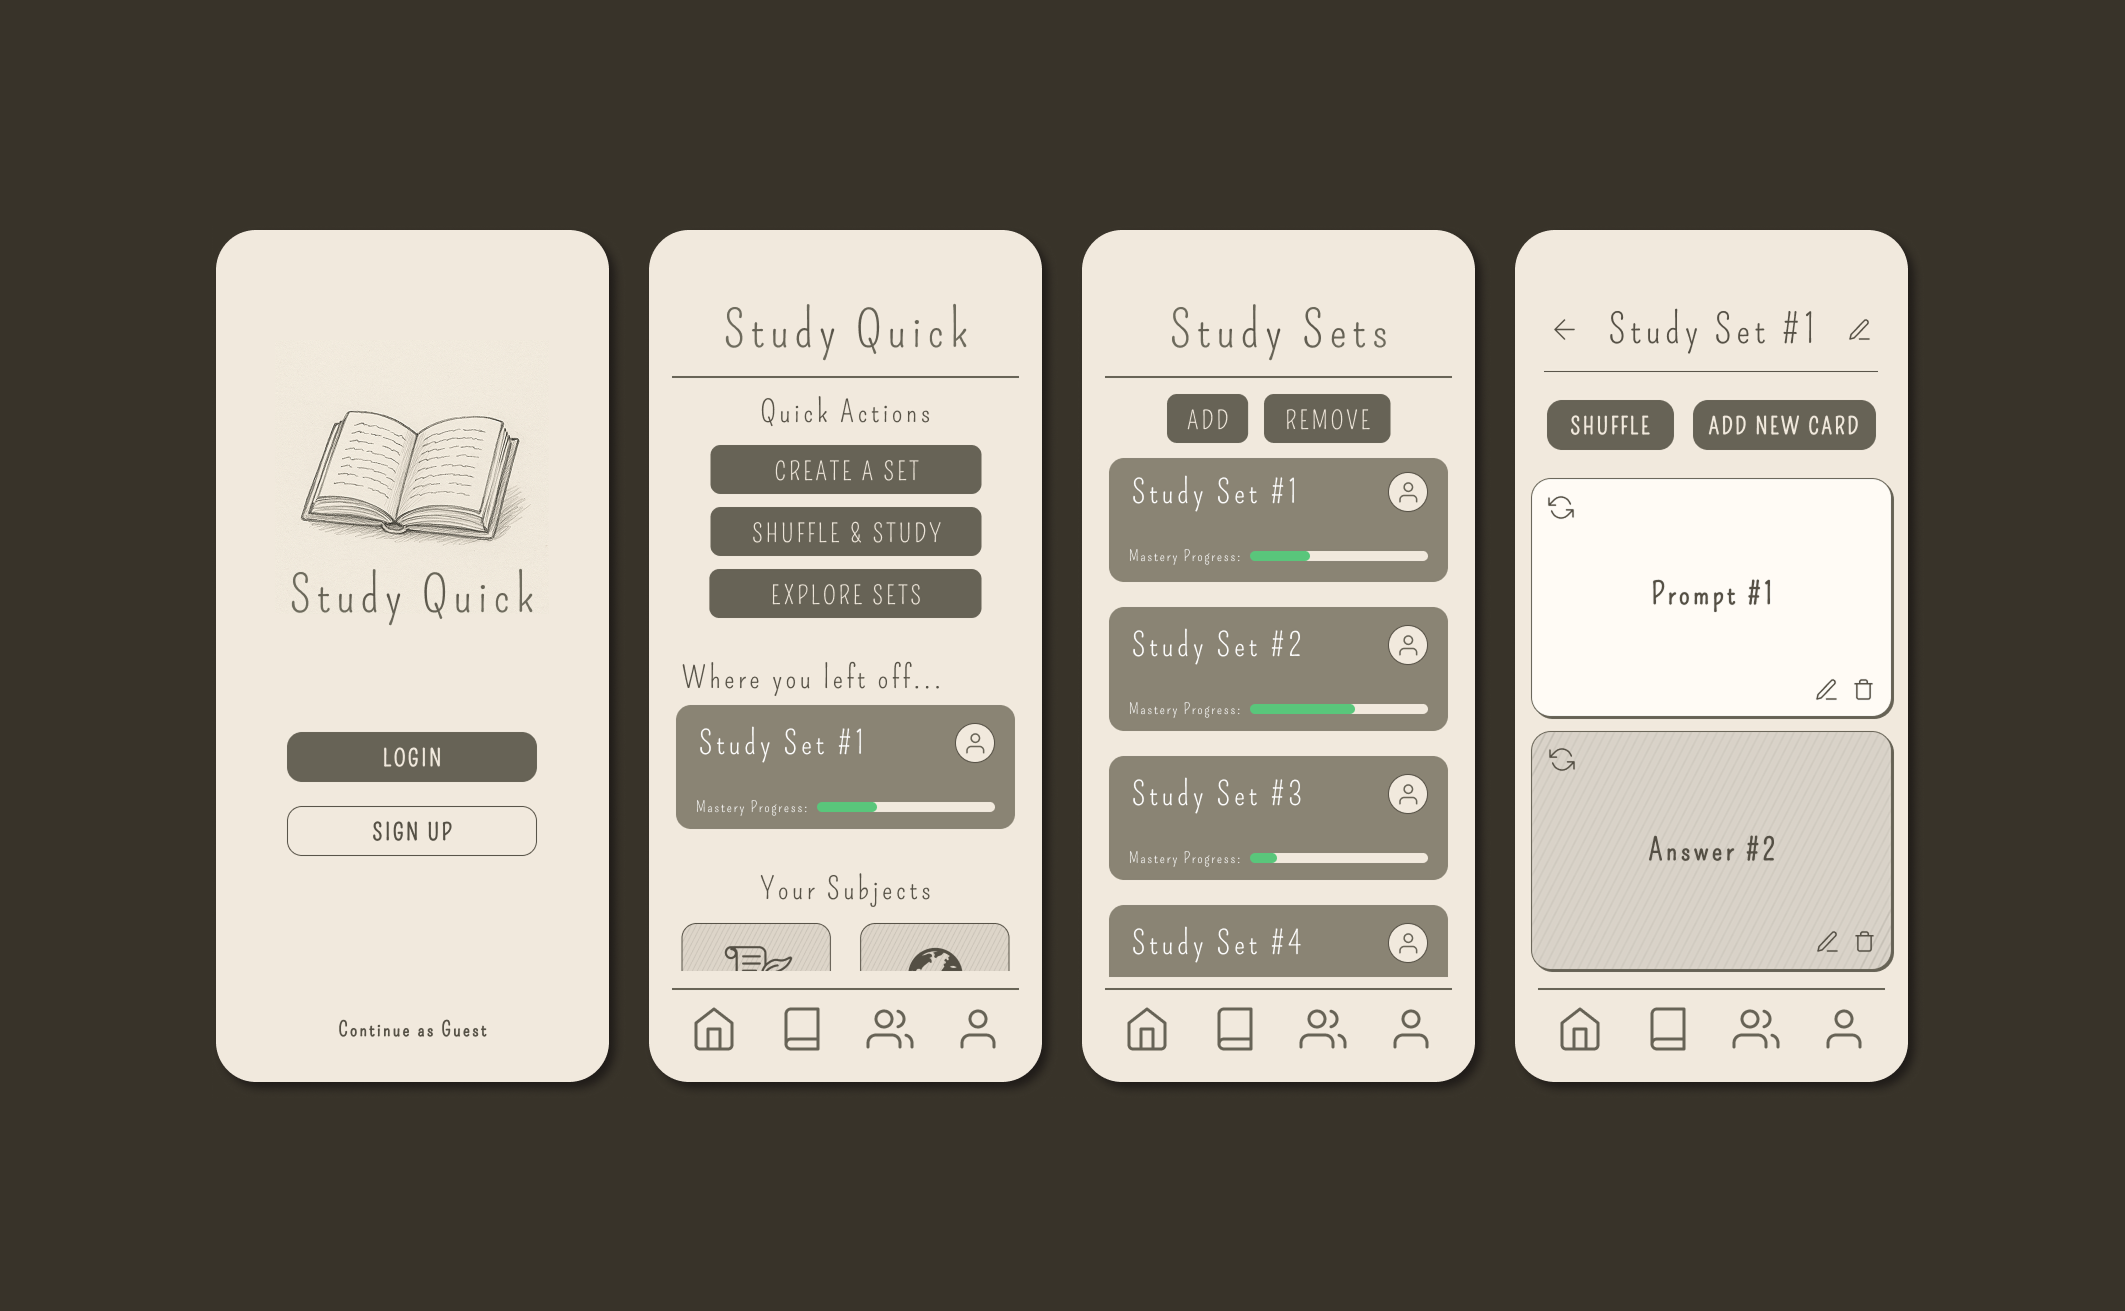 Study Quick
LOGIN
SIGN UP
Continue as Guest
Study Quick
Quick Actions
CREATE A SET
SHUFFLE & STUDY
EXPLORE SETS
Where you left off...
Study Set #1
Mastery Progress:
Your Subjects
Study Sets
ADD REMOVE
Study Set #1
Mastery Progress:
Study Set #2
Mastery Progress:
Study Set #3
Mastery Progress:
Study Set #4
Study Set #1
SHUFFLE ADD NEW CARD
Prompt #1
Answer #2